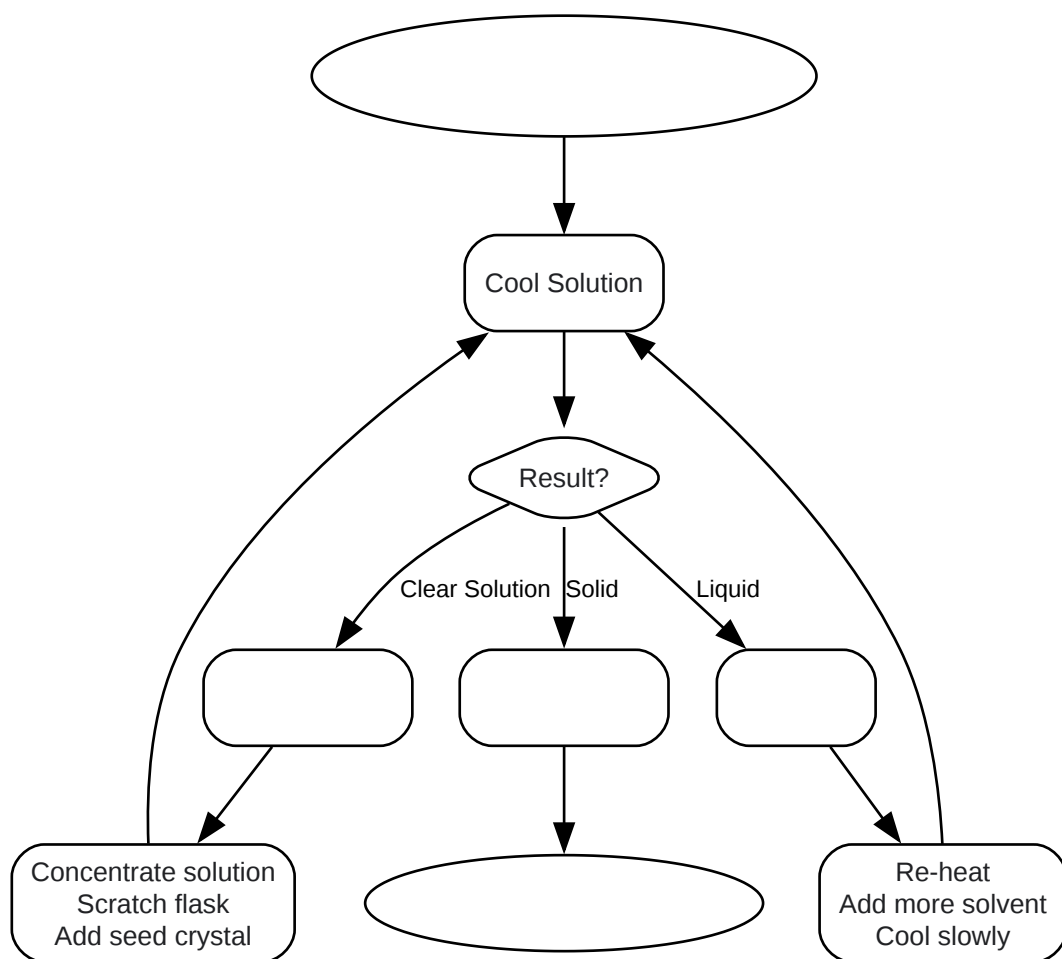 Cool Solution
Result?
Clear Solution
Solid
Liquid
Concentrate solution
Scratch flask
Add seed crystal
Re-heat
Add more solvent
Cool slowly